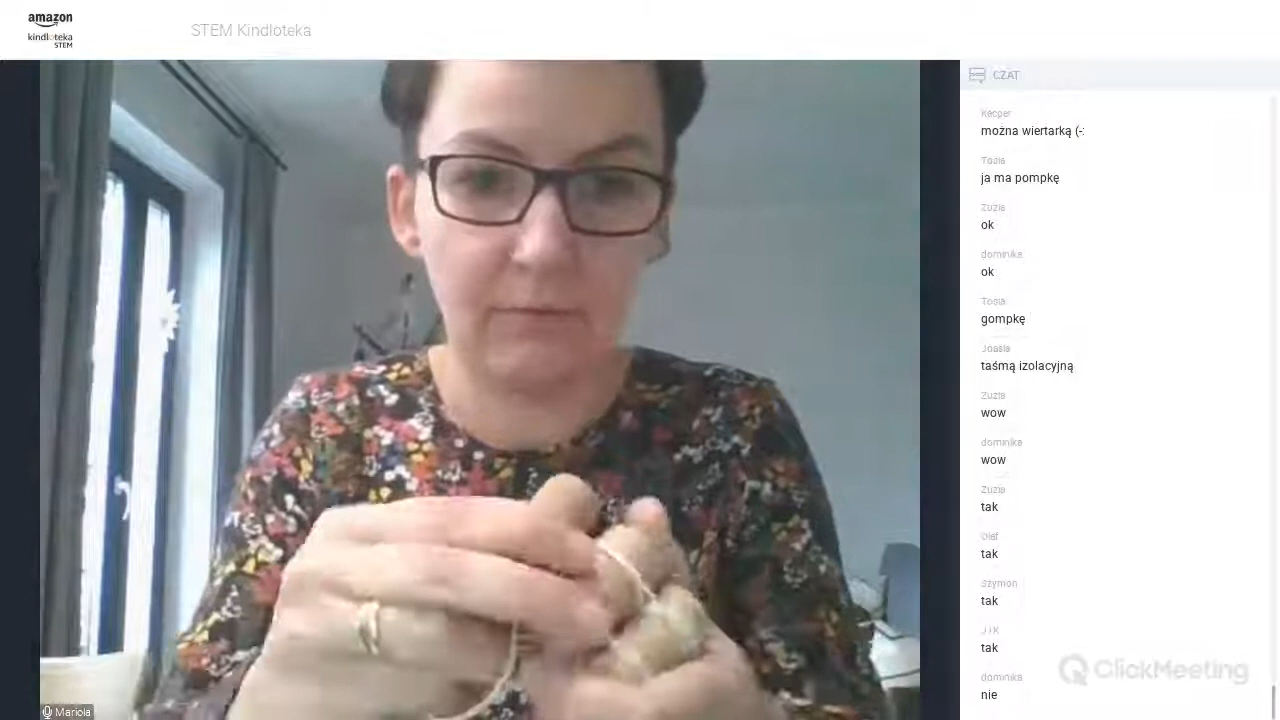 amazon
kindloteka
STEM
STEM Kindloteka
CZAT
Kacper
można wiertarką (-:
Tosia
ja ma pompkę
Zuzia
ok
dominika
ok
Tosia
gompkę
Joasia
taśmą izolacyjną
Zuzia
wow
dominika
wow
Zuzia
tak
Olaf
tak
Szymon
tak
tak
dominika
nie
ClickMeeting
Mariola